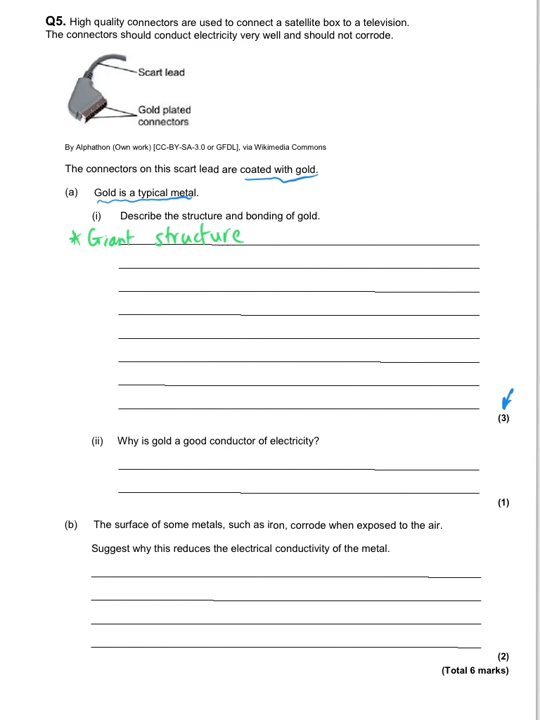 Q5. High quality connectors are used to connect a satellite box to a television.
The connectors should conduct electricity very well and should not corrode.
Scart lead
Gold plated
connectors
By Alphathon (Own work) [CC-BY-SA-3.0 or GFDL], via Wikimedia Commons
The connectors on this scart lead are coated with gold.
(a) Gold is a typical metal.
(i) Describe the structure and bonding of gold.
* Giant structure
(3)
(ii) Why is gold a good conductor of electricity?
(1)
(b) The surface of some metals, such as iron, corrode when exposed to the air.
Suggest why this reduces the electrical conductivity of the metal.
(2)
(Total 6 marks)